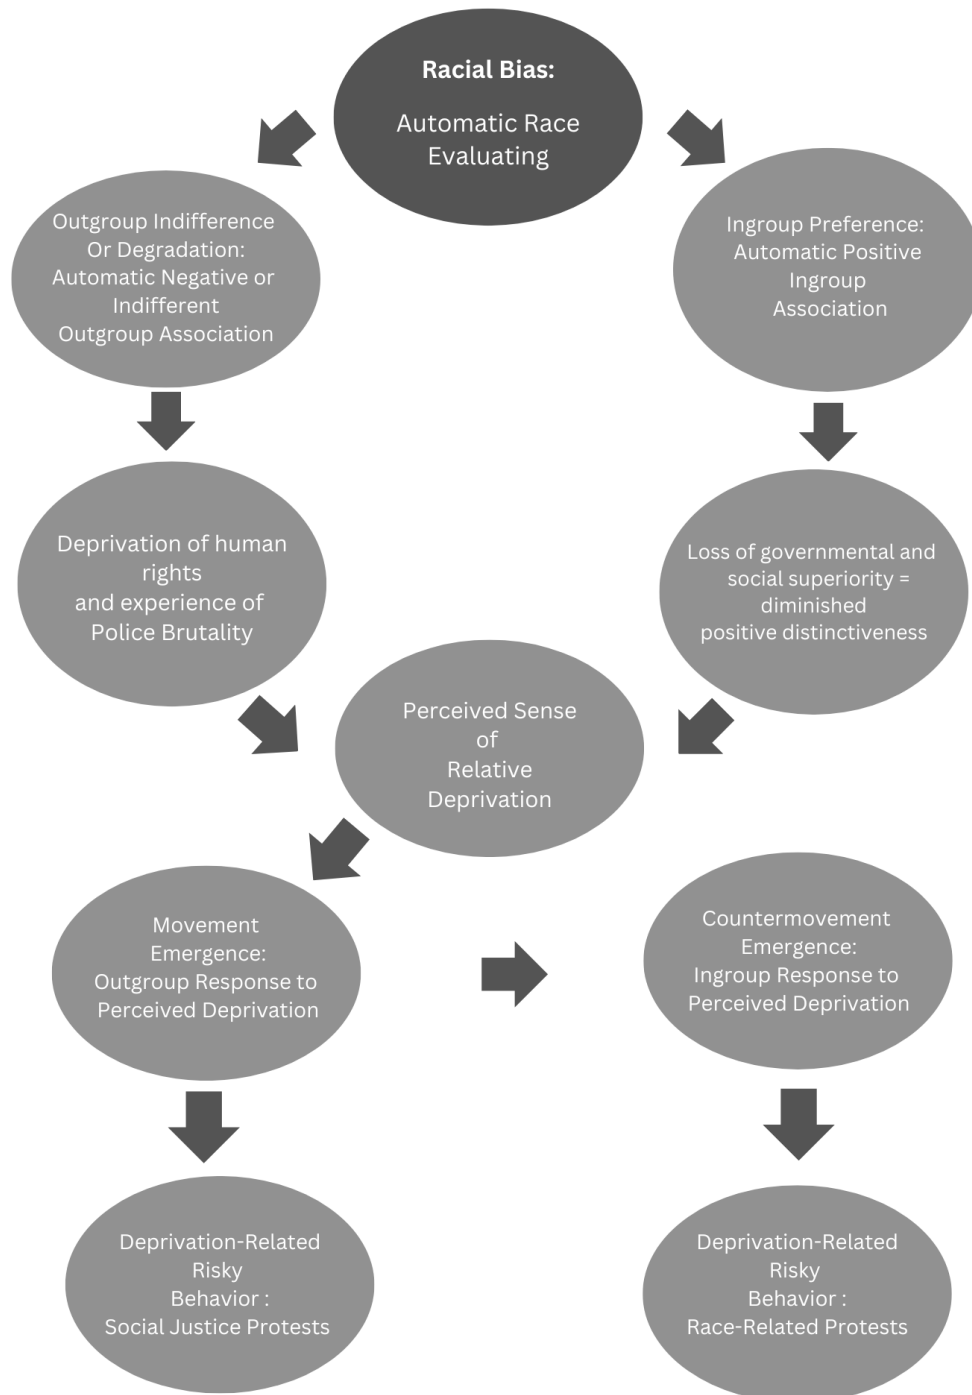 Racial Bias:
Automatic Race
Evaluating
Outgroup Indifference
Or Degradation:
Automatic Negative or
Indifferent
Outgroup Association
Ingroup Preference:
Automatic Positive
Ingroup
Association
Deprivation of human
rights
and experience of
Police Brutality
Loss of governmental and
social superiority =
diminished
positive distinctiveness
Perceived Sense
of
Relative
Deprivation
Movement
Emergence:
Outgroup Response to
Perceived Deprivation
Countermovement
Emergence:
Ingroup Response to
Perceived Deprivation
Deprivation-Related
Risky
Behavior :
Social Justice Protests
Deprivation-Related
Risky
Behavior :
Race-Related Protests